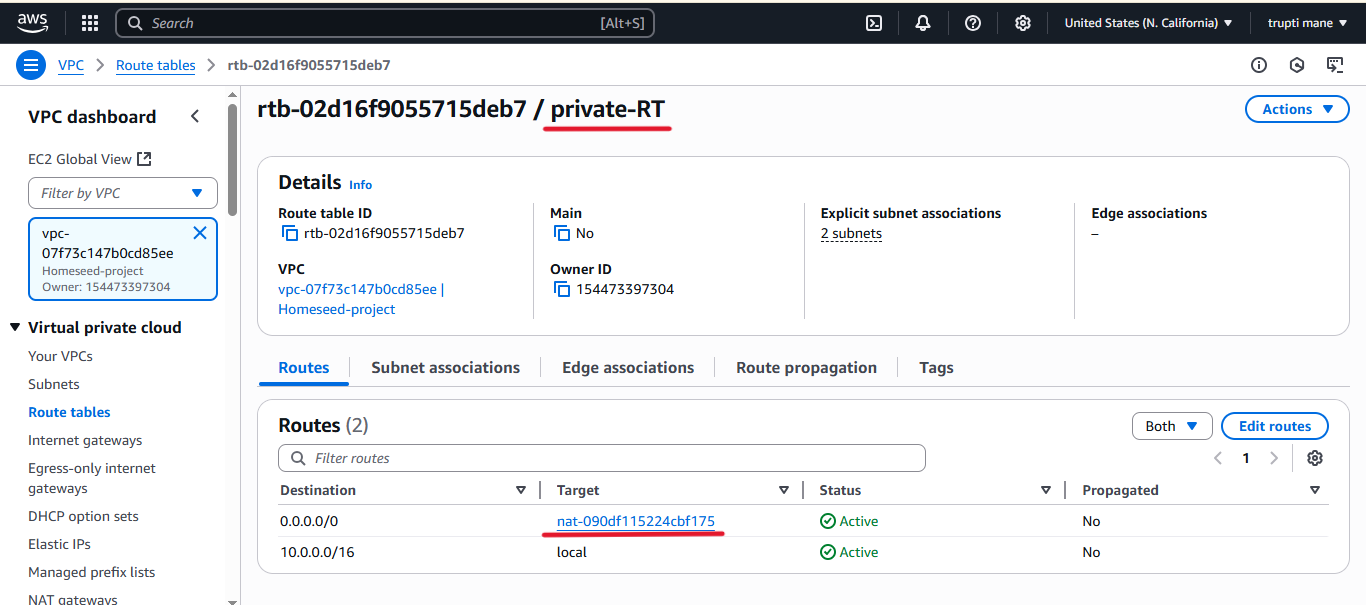 aws
Search [Alt+S]
United States (N. California)
trupti mane
VPC
Route tables
rtb-02d16f9055715deb7
VPC dashboard
EC2 Global View
Filter by VPC
vpc-
07f73c147b0cd85ee
Homeseed-project
Owner: 154473397304
Virtual private cloud
Your VPCs
Subnets
Route tables
Internet gateways
Egress-only internet
gateways
DHCP option sets
Elastic IPs
Managed prefix lists
NAT gateways
rtb-02d16f9055715deb7 / private-RT
Actions
Details Info
Route table ID
rtb-02d16f9055715deb7
Main
No
Explicit subnet associations
2 subnets
Edge associations
–
VPC
vpc-07f73c147b0cd85ee |
Homeseed-project
Owner ID
154473397304
Routes Subnet associations Edge associations Route propagation Tags
Routes (2)
Both
Edit routes
Filter routes
1
Destination Target Status Propagated
0.0.0.0/0 nat-090df115224cbf175 Active No
10.0.0.0/16 local Active No